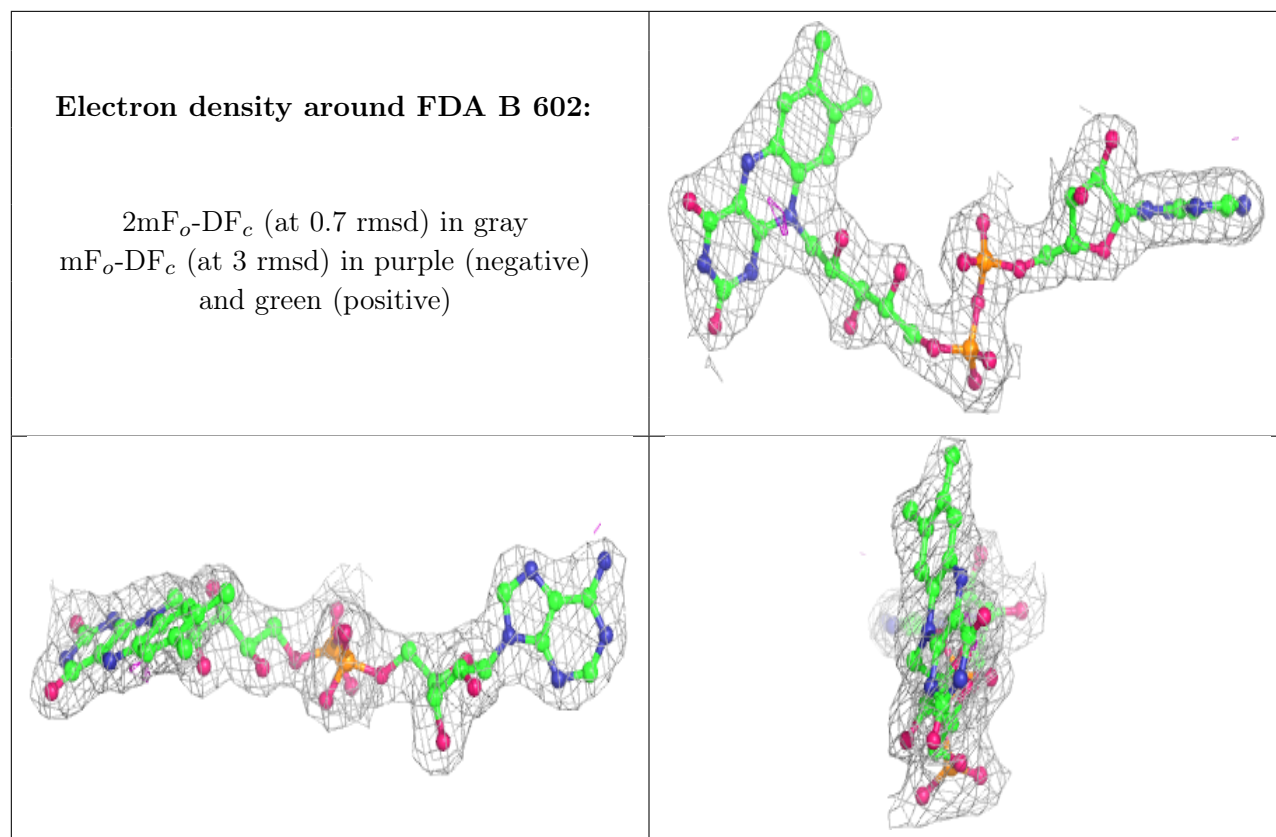 Electron density around FDA B 602:
2mFₒ-DF𝑐 (at 0.7 rmsd) in gray
mFₒ-DF𝑐 (at 3 rmsd) in purple (negative)
and green (positive)